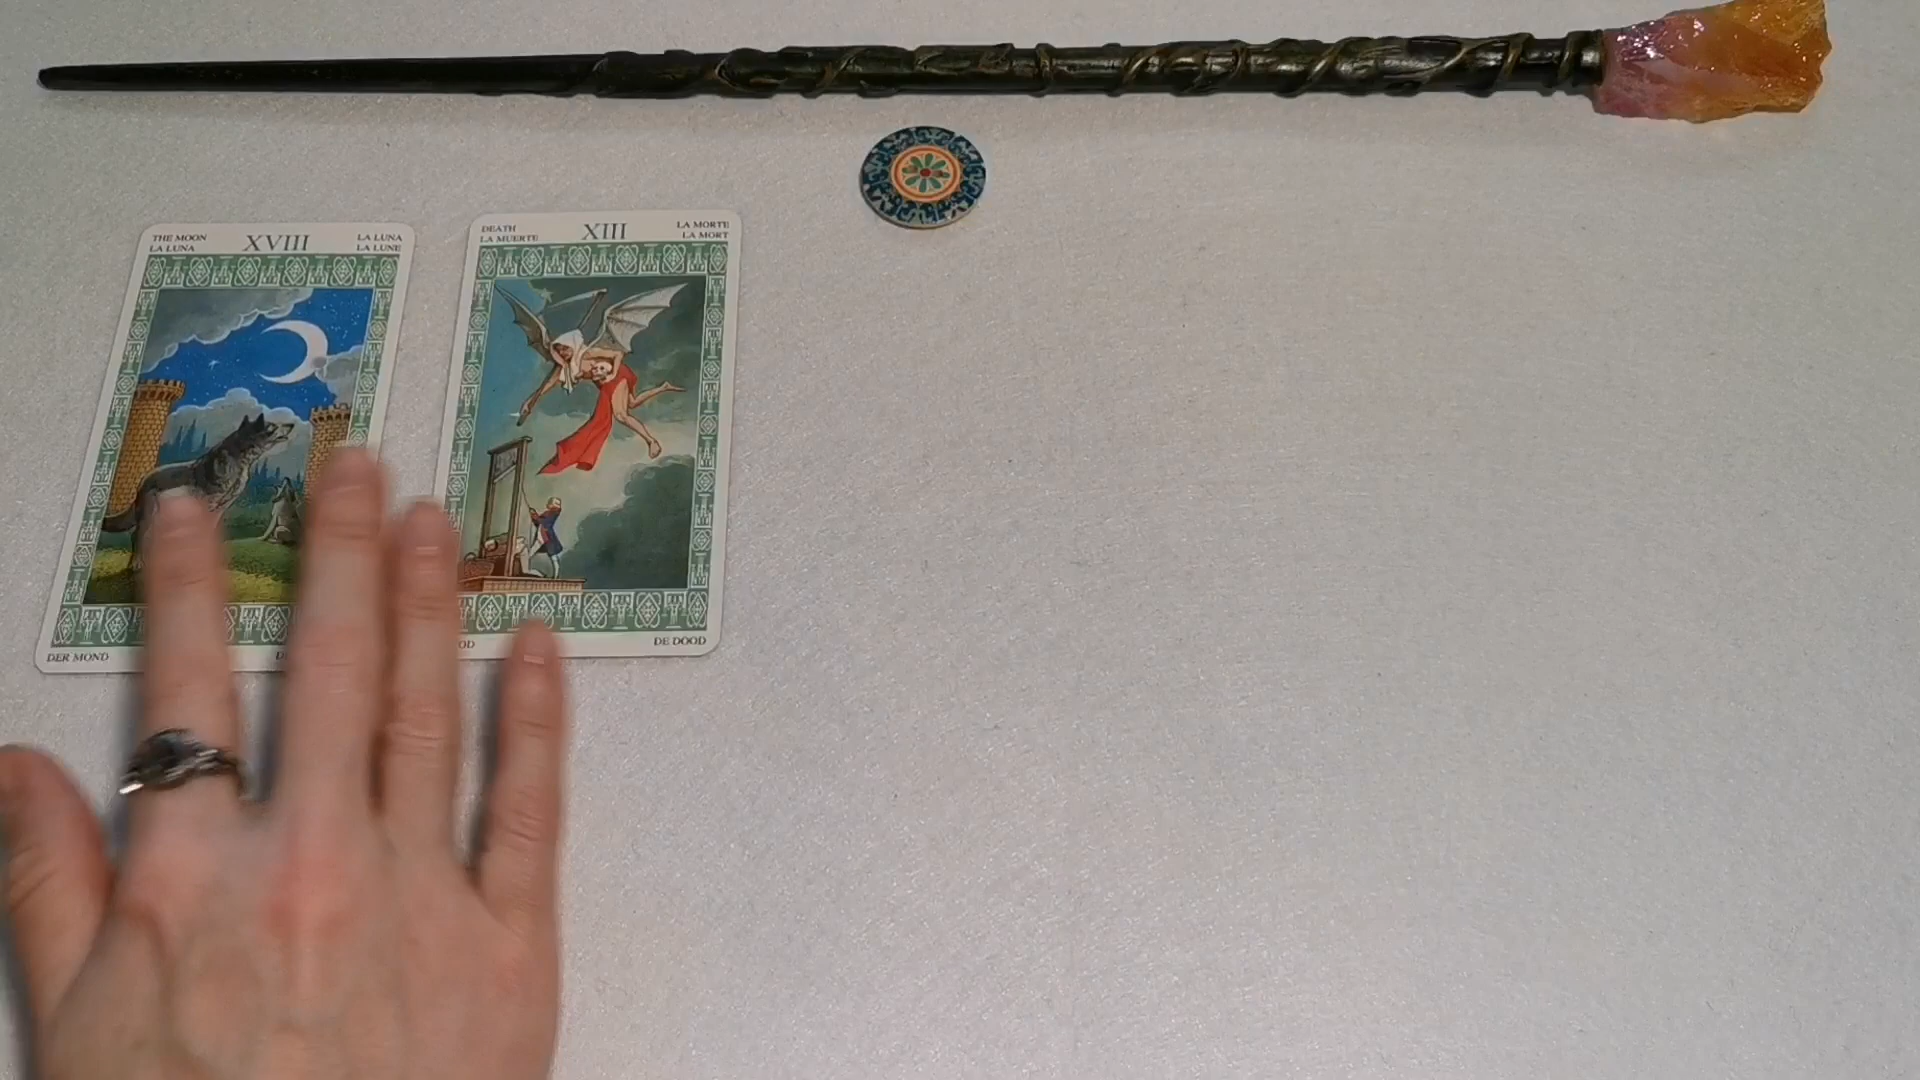 THE MOON
LA LUNA
XVIII
LA LUNA
LA LUNE
DER MOND
DEATH
LA MUERTE
XIII
LA MORTE
LA MORT
DE DOOD